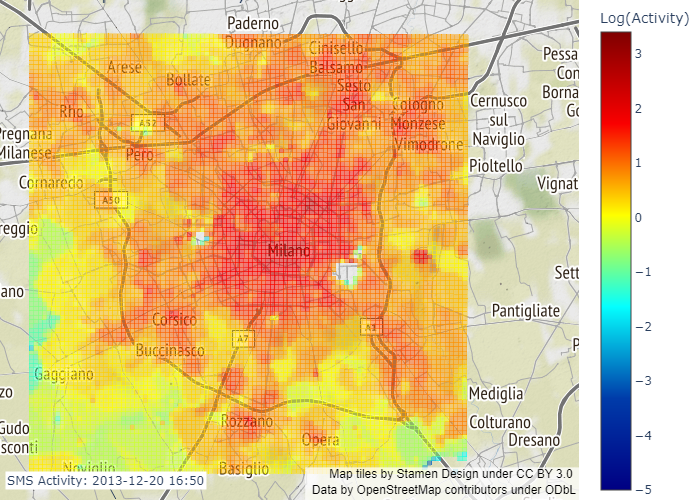 Log(Activity)
Paderno
Dugnano
Cinisello
Balsamo
Arese
Bollate
Sesto
San
Giovanni
Rho
Cologno
Monzese
Vimodrone
Cernusco
sul
Naviglio
Pessa
Con
Borna
Go
A52
Pregnana
Milanese
Pero
Pioltello
Cornaredo
A50
Vignat
reggio
Milano
Sett
ano
Pantigliate
Corsico
A7
A1
Buccinasco
P
Gaggiano
zo
Mediglia
Rozzano
Colturano
Dresano
Gudo
sconti
Opera
Noviglio
Basiglio
SMS Activity: 2013-12-20 16:50
Map tiles by Stamen Design under CC BY 3.0
Data by OpenStreetMap contributors under ODbL
3
2
1
0
−1
−2
−3
−4
−5